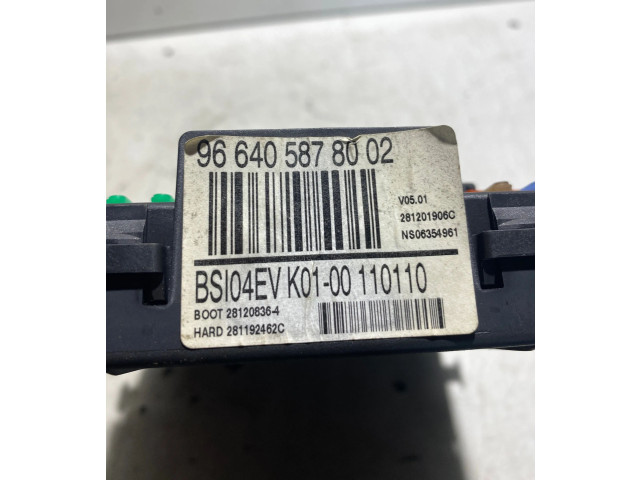 96 640 587 80 02
V05.01
281201906C
NS06354961
BSI04EV K01-00 110110
BOOT 28120836-4
HARD 281192462C